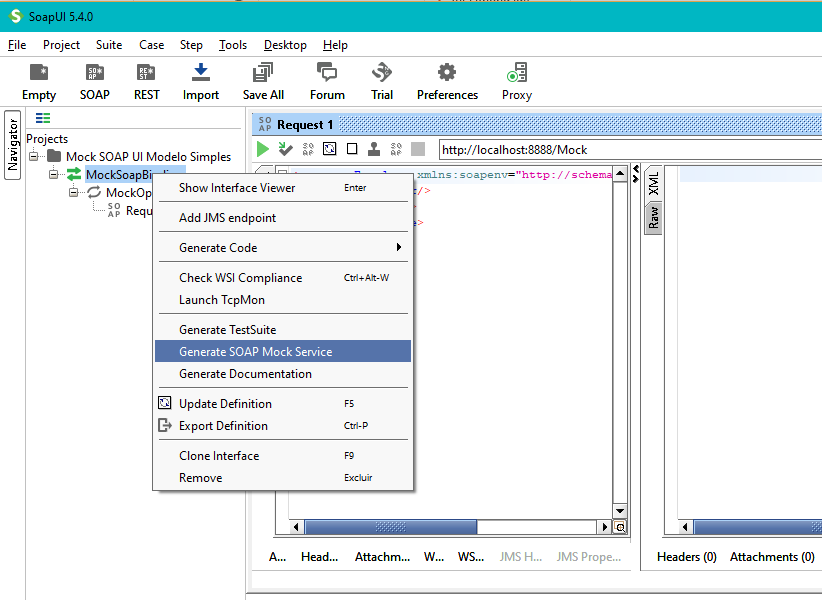 SoapUI 5.4.0
File Project Suite Case Step Tools Desktop Help
Empty SOAP REST Import Save All Forum Trial Preferences Proxy
Navigator
Projects
Mock SOAP UI Modelo Simples
MockSoapBin
MockOp
Requ
SOAP Request 1
http://localhost:8888/Mock
xmlns:soapenv="http://schema
/>
>
Show Interface Viewer Enter
Add JMS endpoint
Generate Code
Check WSI Compliance Ctrl+Alt-W
Launch TcpMon
Generate TestSuite
Generate SOAP Mock Service
Generate Documentation
Update Definition F5
Export Definition Ctrl-P
Clone Interface F9
Remove Excluir
XML
Raw
A... Head... Attachm... W... WS... JMS H... JMS Prope...
Headers (0) Attachments (0)